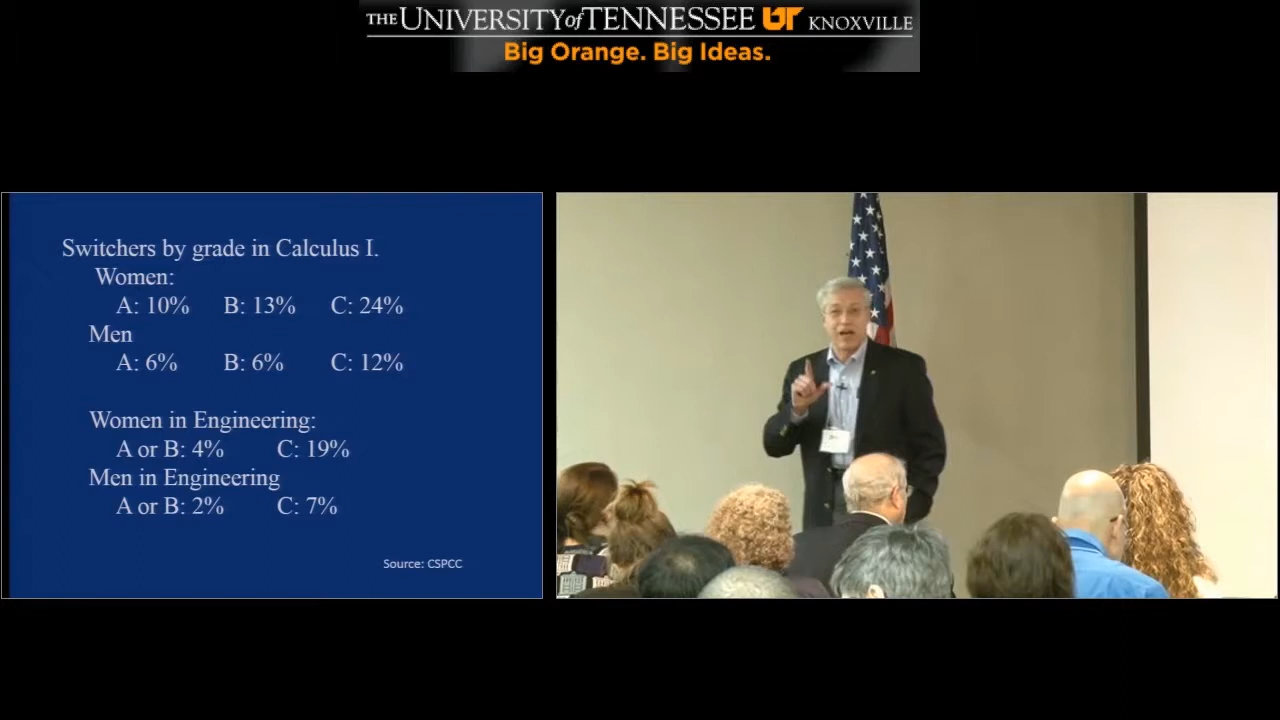 THE UNIVERSITY of TENNESSEE UT KNOXVILLE
Big Orange. Big Ideas.
Switchers by grade in Calculus I.
Women:
A: 10% B: 13% C: 24%
Men
A: 6% B: 6% C: 12%
Women in Engineering:
A or B: 4% C: 19%
Men in Engineering
A or B: 2% C: 7%
Source: CSPCC